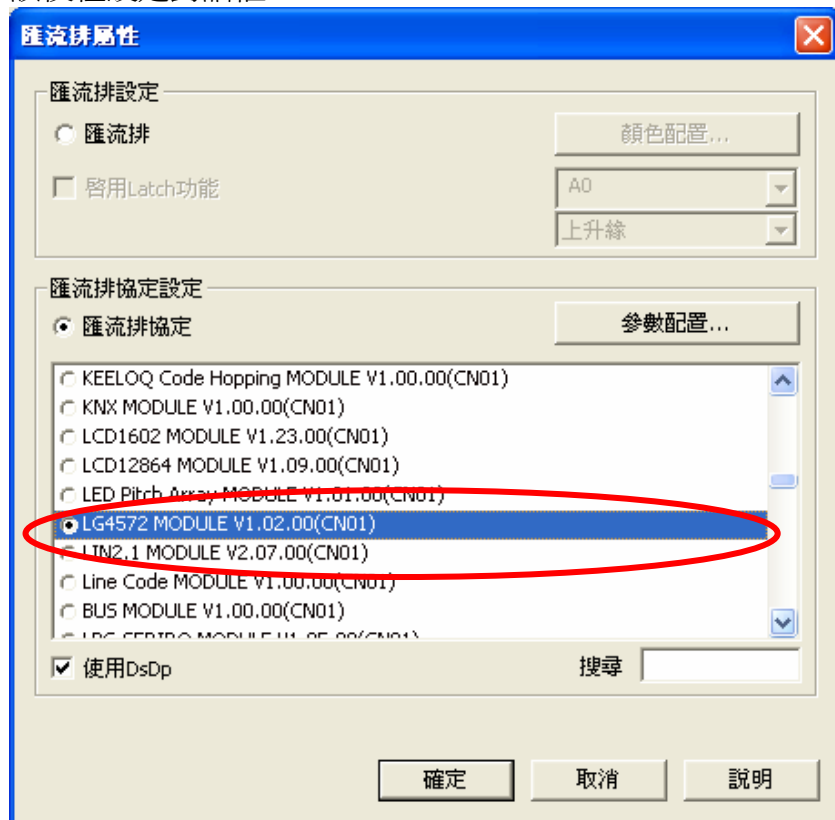 匯流排屬性
匯流排設定
匯流排
顏色配置...
啓用Latch功能
A0
上升緣
匯流排協定設定
匯流排協定
參數配置...
KEELOQ Code Hopping MODULE V1.00.00(CN01)
KNX MODULE V1.00.00(CN01)
LCD1602 MODULE V1.23.00(CN01)
LCD12864 MODULE V1.09.00(CN01)
LED Pitch Array MODULE V1.01.00(CN01)
LG4572 MODULE V1.02.00(CN01)
LIN2.1 MODULE V2.07.00(CN01)
Line Code MODULE V1.00.00(CN01)
BUS MODULE V1.00.00(CN01)
使用DsDp
搜尋
確定
取消
說明